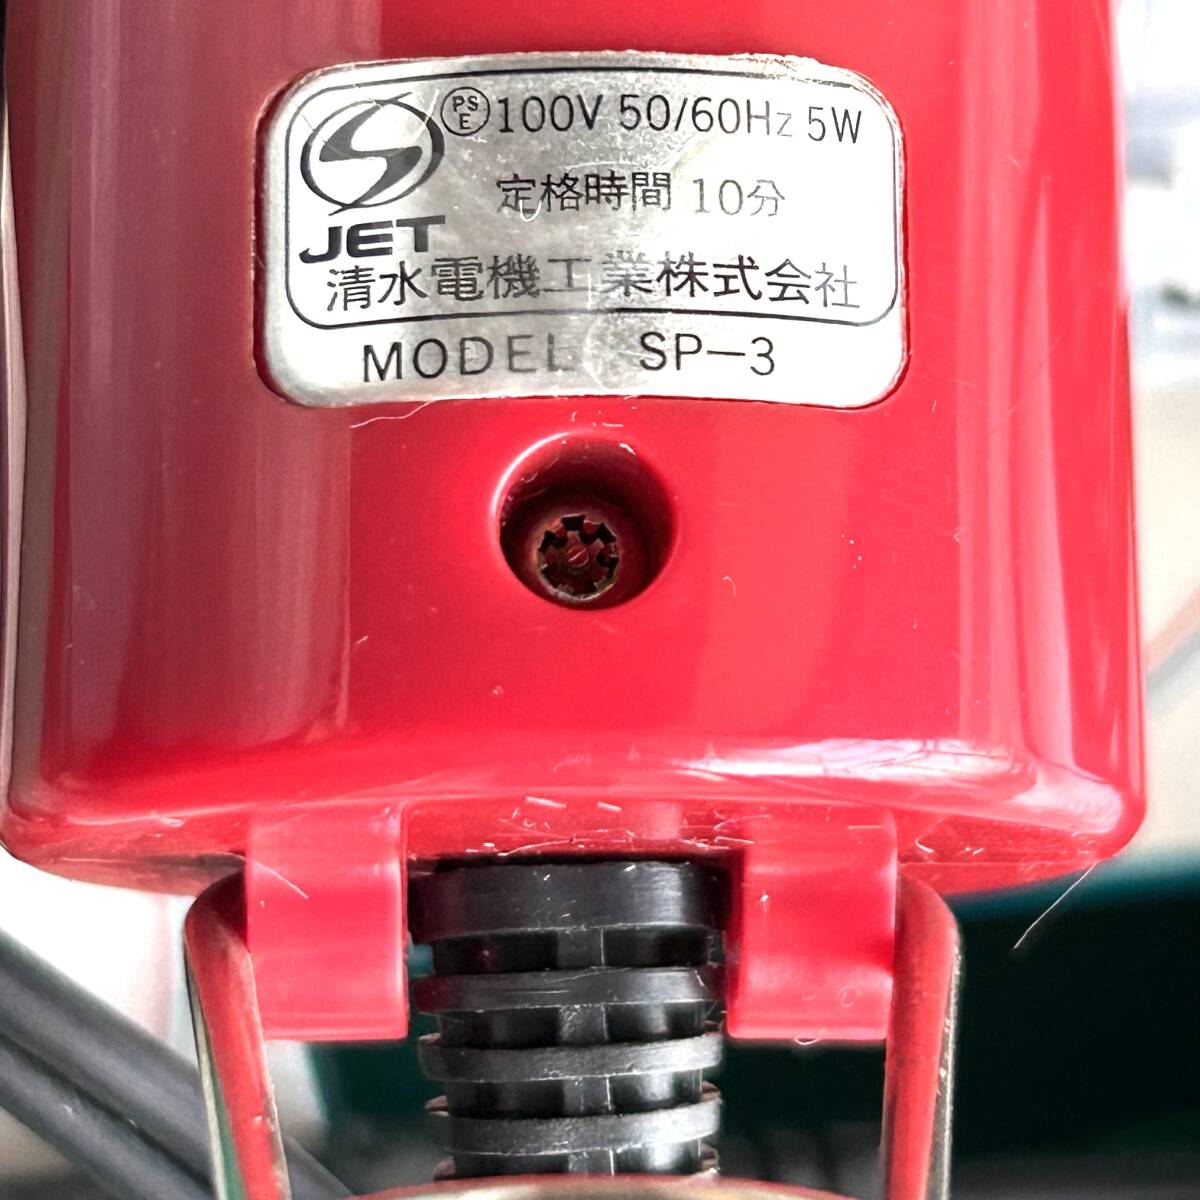 PSE 100V 50/60Hz 5W
定格時間 10分
JET
清水電機工業株式会社
MODEL SP-3